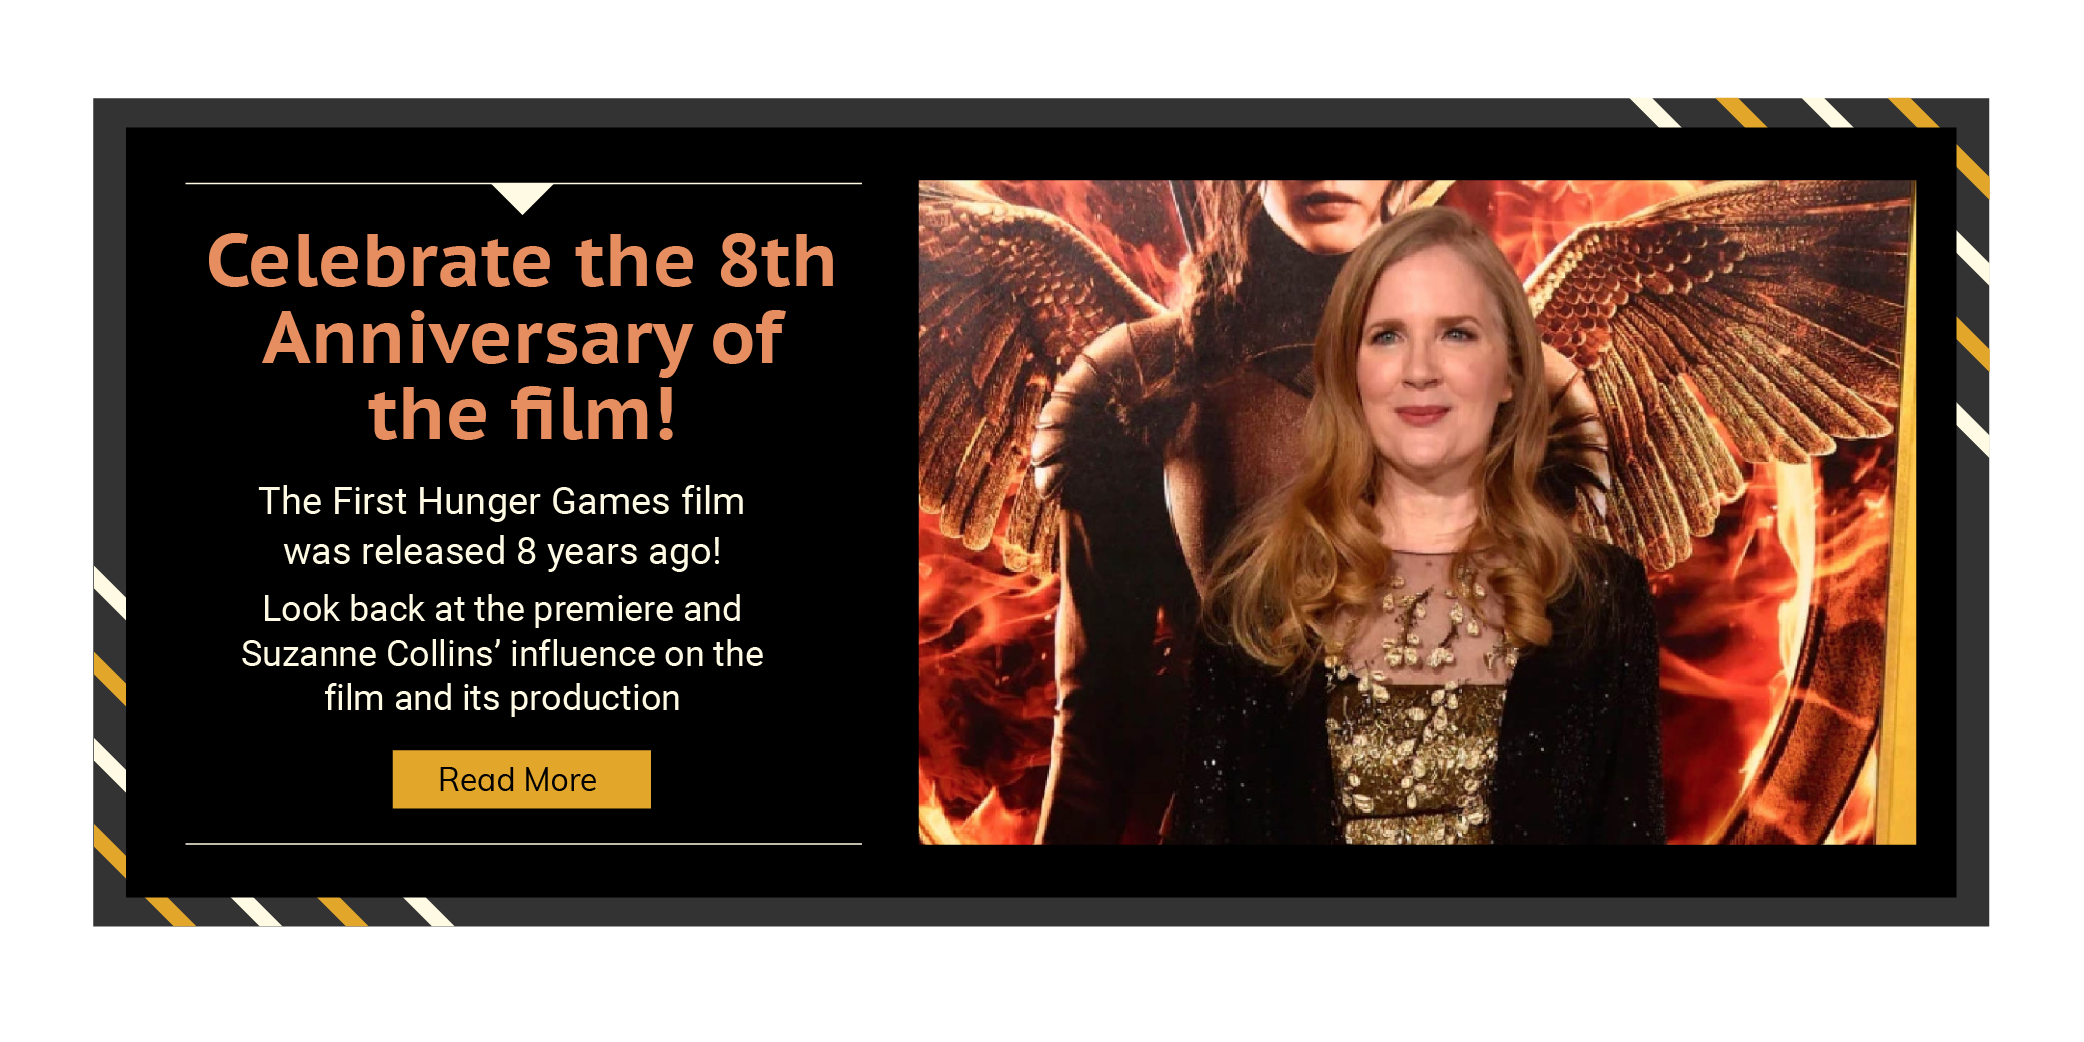 Celebrate the 8th
Anniversary of
the film!
The First Hunger Games film
was released 8 years ago!
Look back at the premiere and
Suzanne Collins’ influence on the
film and its production
Read More